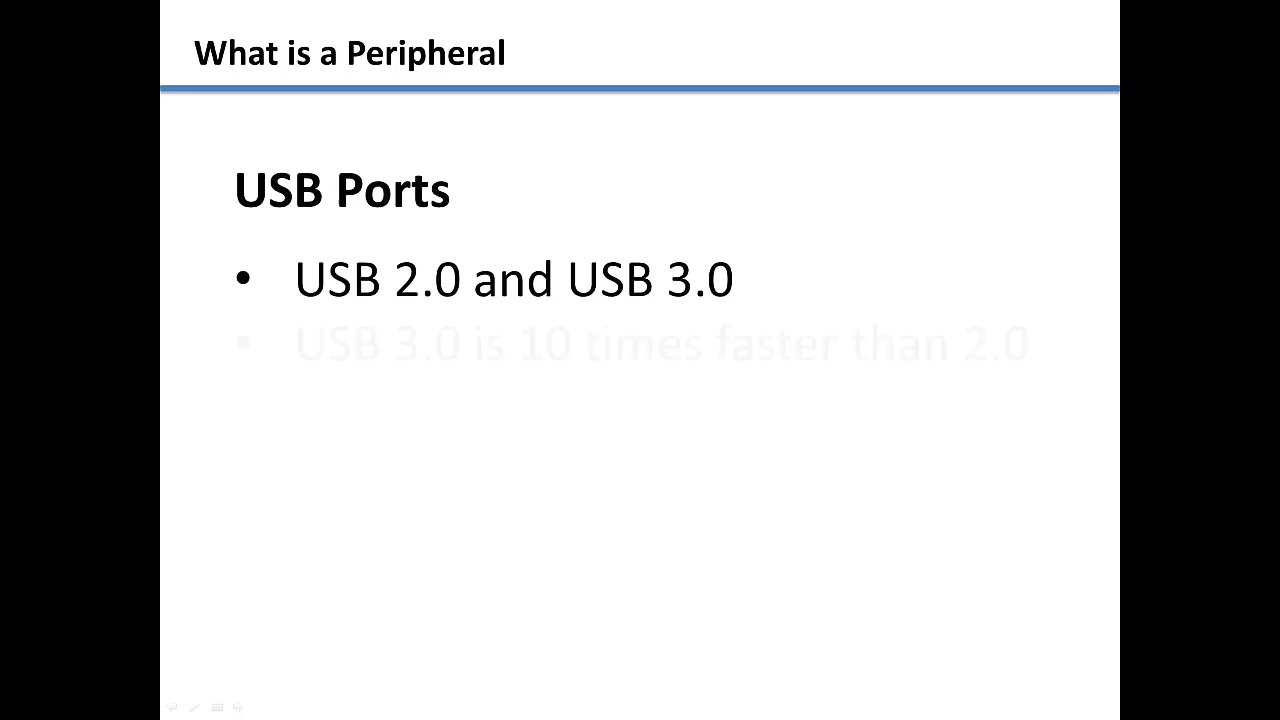 What is a Peripheral
USB Ports
• USB 2.0 and USB 3.0
• USB 3.0 is 10 times faster than 2.0